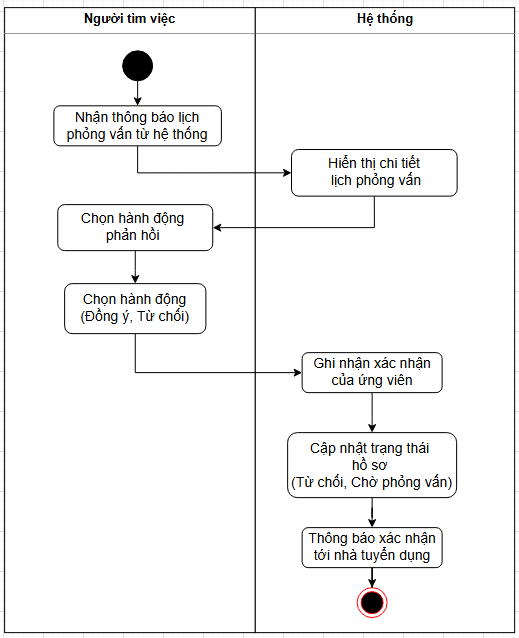 Người tìm việc
Hệ thống
Nhận thông báo lịch
phỏng vấn từ hệ thống
Hiển thị chi tiết
lịch phỏng vấn
Chọn hành động
phản hồi
Chọn hành động
(Đồng ý, Từ chối)
Ghi nhận xác nhận
của ứng viên
Cập nhật trạng thái
hồ sơ
(Từ chối, Chờ phỏng vấn)
Thông báo xác nhận
tới nhà tuyển dụng